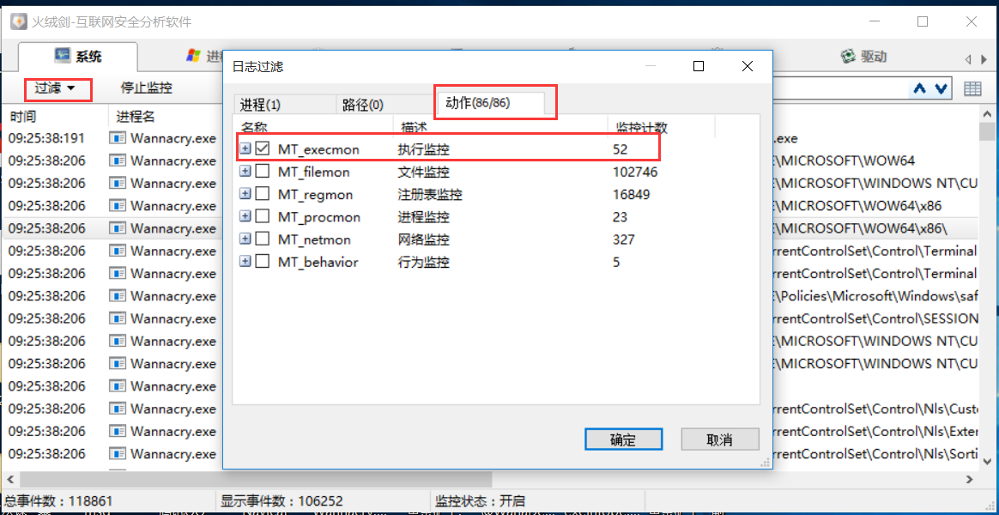 火绒剑-互联网安全分析软件
系统
进
驱动
过滤
停止监控
时间
进程名
09:25:38:191 Wannacry.exe .exe
09:25:38:206 Wannacry.exe E\MICROSOFT\WOW64
09:25:38:206 Wannacry.exe E\MICROSOFT\WINDOWS NT\CU
09:25:38:206 Wannacry.exe E\MICROSOFT\WOW64\x86
09:25:38:206 Wannacry.exe E\MICROSOFT\WOW64\x86\
09:25:38:206 Wannacry.exe rrentControlSet\Control\Terminal
09:25:38:206 Wannacry.exe rrentControlSet\Control\Terminal
09:25:38:206 Wannacry.exe E\Policies\Microsoft\Windows\saf
09:25:38:206 Wannacry.exe rrentControlSet\Control\SESSION
09:25:38:206 Wannacry.exe E\MICROSOFT\WINDOWS NT\CU
09:25:38:206 Wannacry.exe E\MICROSOFT\WINDOWS NT\CU
09:25:38:206 Wannacry.exe
09:25:38:206 Wannacry.exe rrentControlSet\Control\Nls\Custo
09:25:38:206 Wannacry.exe rrentControlSet\Control\Nls\Exter
09:25:38:206 Wannacry.exe rrentControlSet\Control\Nls\Sorti
日志过滤
进程(1) 路径(0) 动作(86/86)
名称 描述 监控计数
MT_execmon 执行监控 52
MT_filemon 文件监控 102746
MT_regmon 注册表监控 16849
MT_procmon 进程监控 23
MT_netmon 网络监控 327
MT_behavior 行为监控 5
确定 取消
总事件数：118861 显示事件数：106252 监控状态：开启